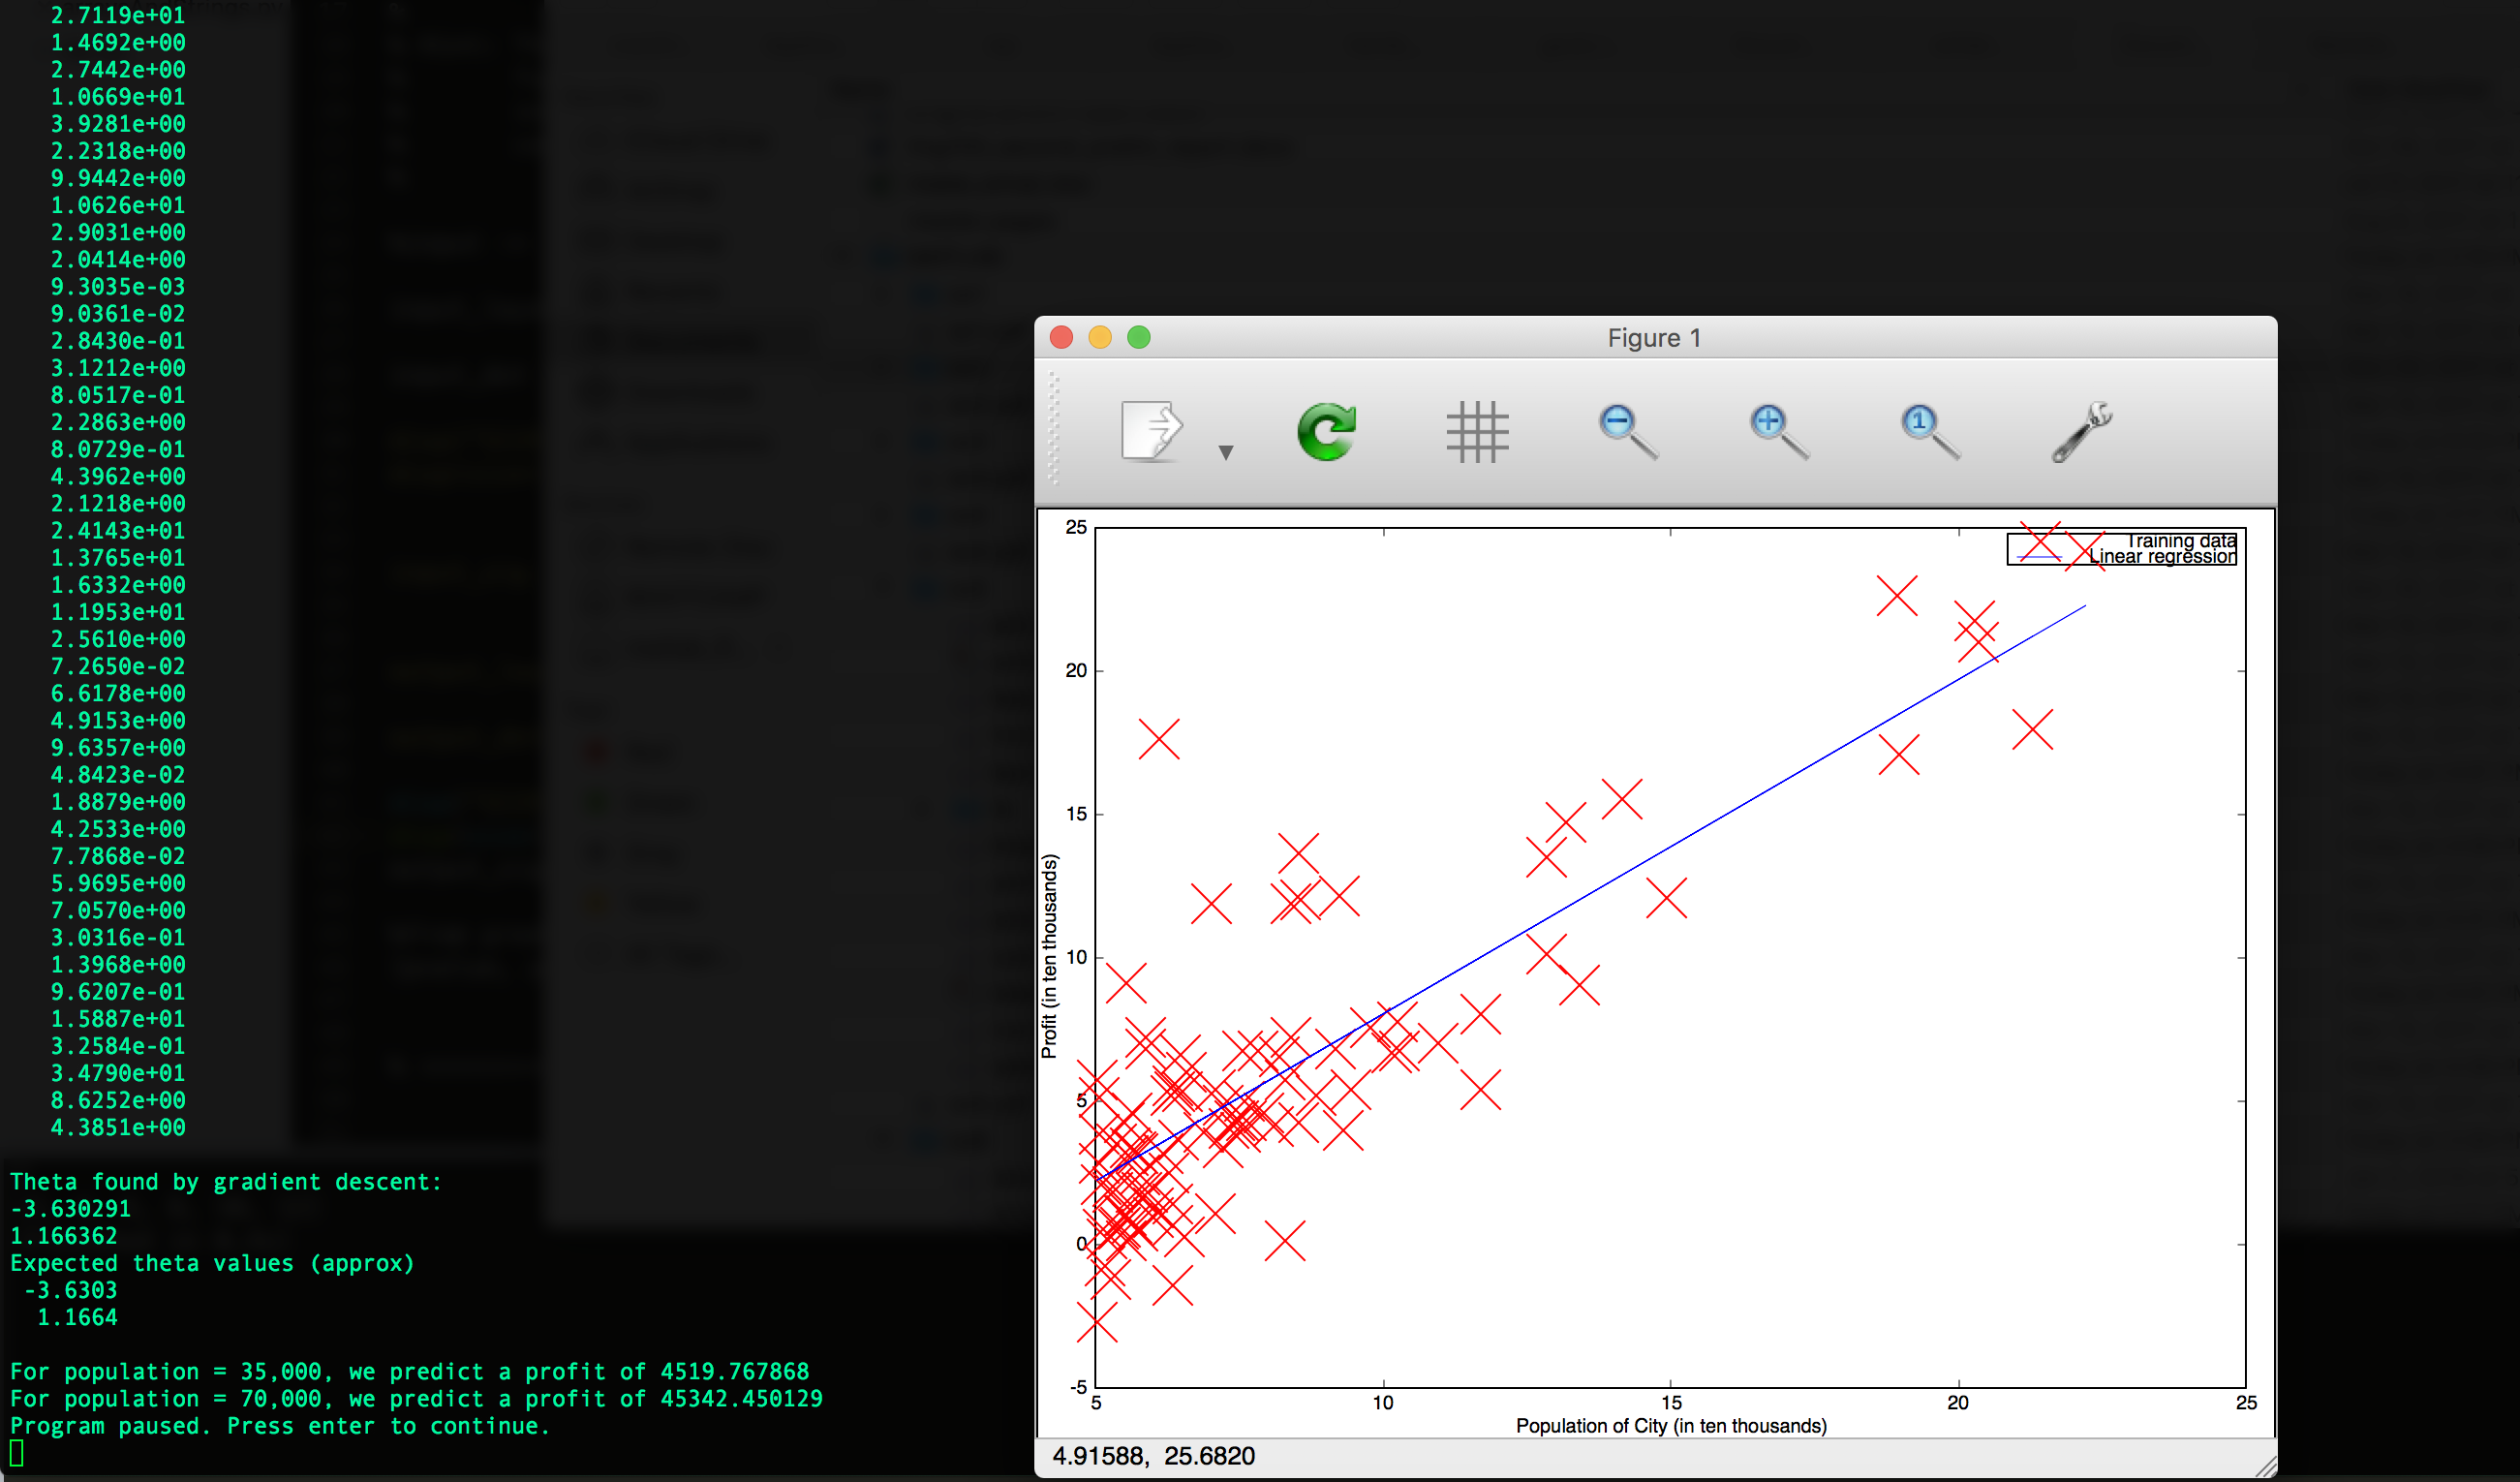 2.7119e+01
1.4692e+00
2.7442e+00
1.0669e+01
3.9281e+00
2.2318e+00
9.9442e+00
1.0626e+01
2.9031e+00
2.0414e+00
9.3035e-03
9.0361e-02
2.8430e-01
3.1212e+00
8.0517e-01
2.2863e+00
8.0729e-01
4.3962e+00
2.1218e+00
2.4143e+01
1.3765e+01
1.6332e+00
1.1953e+01
2.5610e+00
7.2650e-02
6.6178e+00
4.9153e+00
9.6357e+00
4.8423e-02
1.8879e+00
4.2533e+00
7.7868e-02
5.9695e+00
7.0570e+00
3.0316e-01
1.3968e+00
9.6207e-01
1.5887e+01
3.2584e-01
3.4790e+01
8.6252e+00
4.3851e+00
Theta found by gradient descent:
-3.630291
1.166362
Expected theta values (approx)
-3.6303
1.1664
For population = 35,000, we predict a profit of 4519.767868
For population = 70,000, we predict a profit of 45342.450129
Program paused. Press enter to continue.
Figure 1
1
Training data
Linear regression
25
20
15
10
5
0
-5
Profit (in ten thousands)
5 10 15 20 25
Population of City (in ten thousands)
4.91588, 25.6820